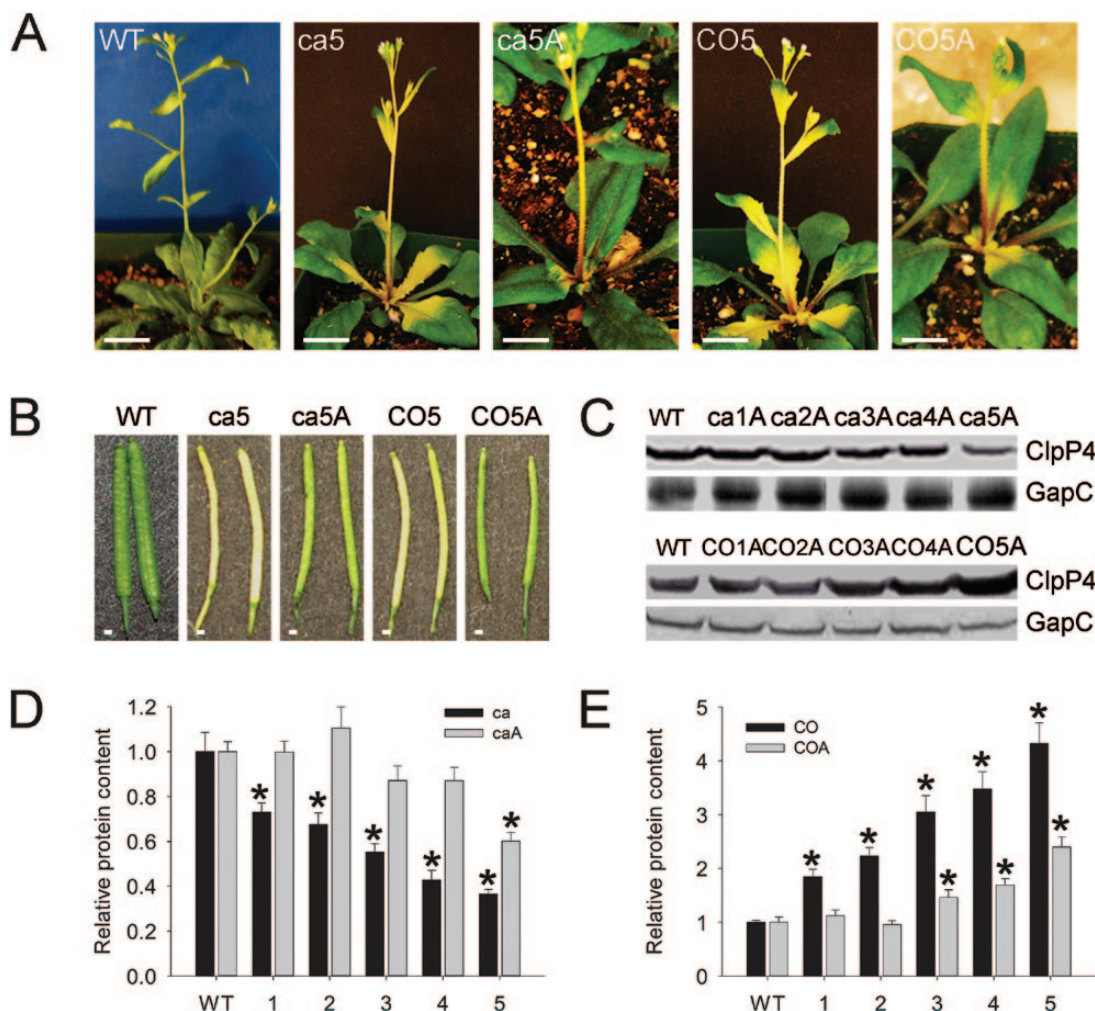 A
WT ca5 ca5A CO5 CO5A
B
WT ca5 ca5A CO5 CO5A
C
WT ca1A ca2A ca3A ca4A ca5A
ClpP4
GapC
WT CO1A CO2A CO3A CO4A CO5A
ClpP4
GapC
D
Relative protein content
1.2
1.0
0.8
0.6
0.4
0.2
0.0
ca
caA
* * * * * *
WT 1 2 3 4 5
E
Relative protein content
5
4
3
2
1
0
CO
COA
* * * * * * * *
WT 1 2 3 4 5